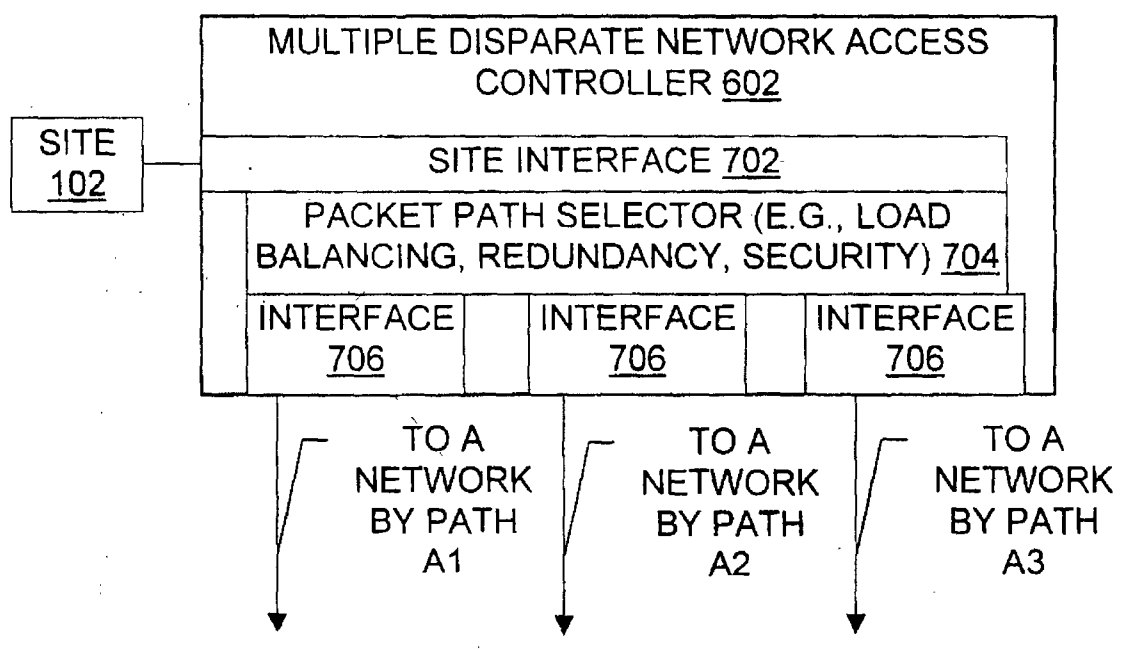 MULTIPLE DISPARATE NETWORK ACCESS
CONTROLLER 602
SITE
102
SITE INTERFACE 702
PACKET PATH SELECTOR (E.G., LOAD
BALANCING, REDUNDANCY, SECURITY) 704
INTERFACE
706
INTERFACE
706
INTERFACE
706
TO A
NETWORK
BY PATH
A1
TO A
NETWORK
BY PATH
A2
TO A
NETWORK
BY PATH
A3